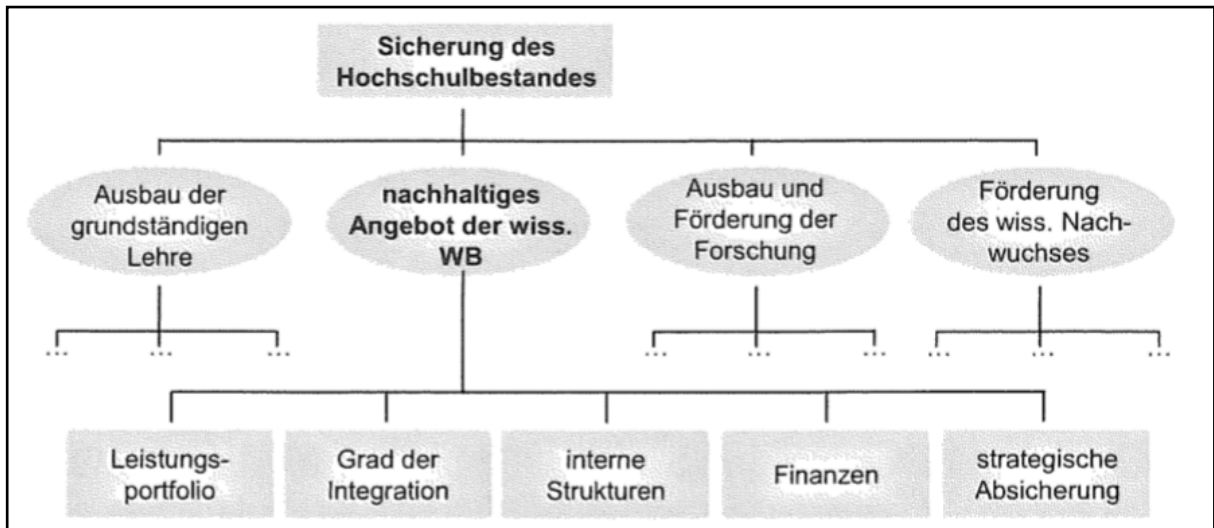 Sicherung des
Hochschulbestandes
Ausbau der
grundständigen
Lehre
nachhaltiges
Angebot der wiss.
WB
Ausbau und
Förderung der
Forschung
Förderung
des wiss. Nach-
wuchses
... ... ...
... ... ...
... ... ...
Leistungs-
portfolio
Grad der
Integration
interne
Strukturen
Finanzen
strategische
Absicherung